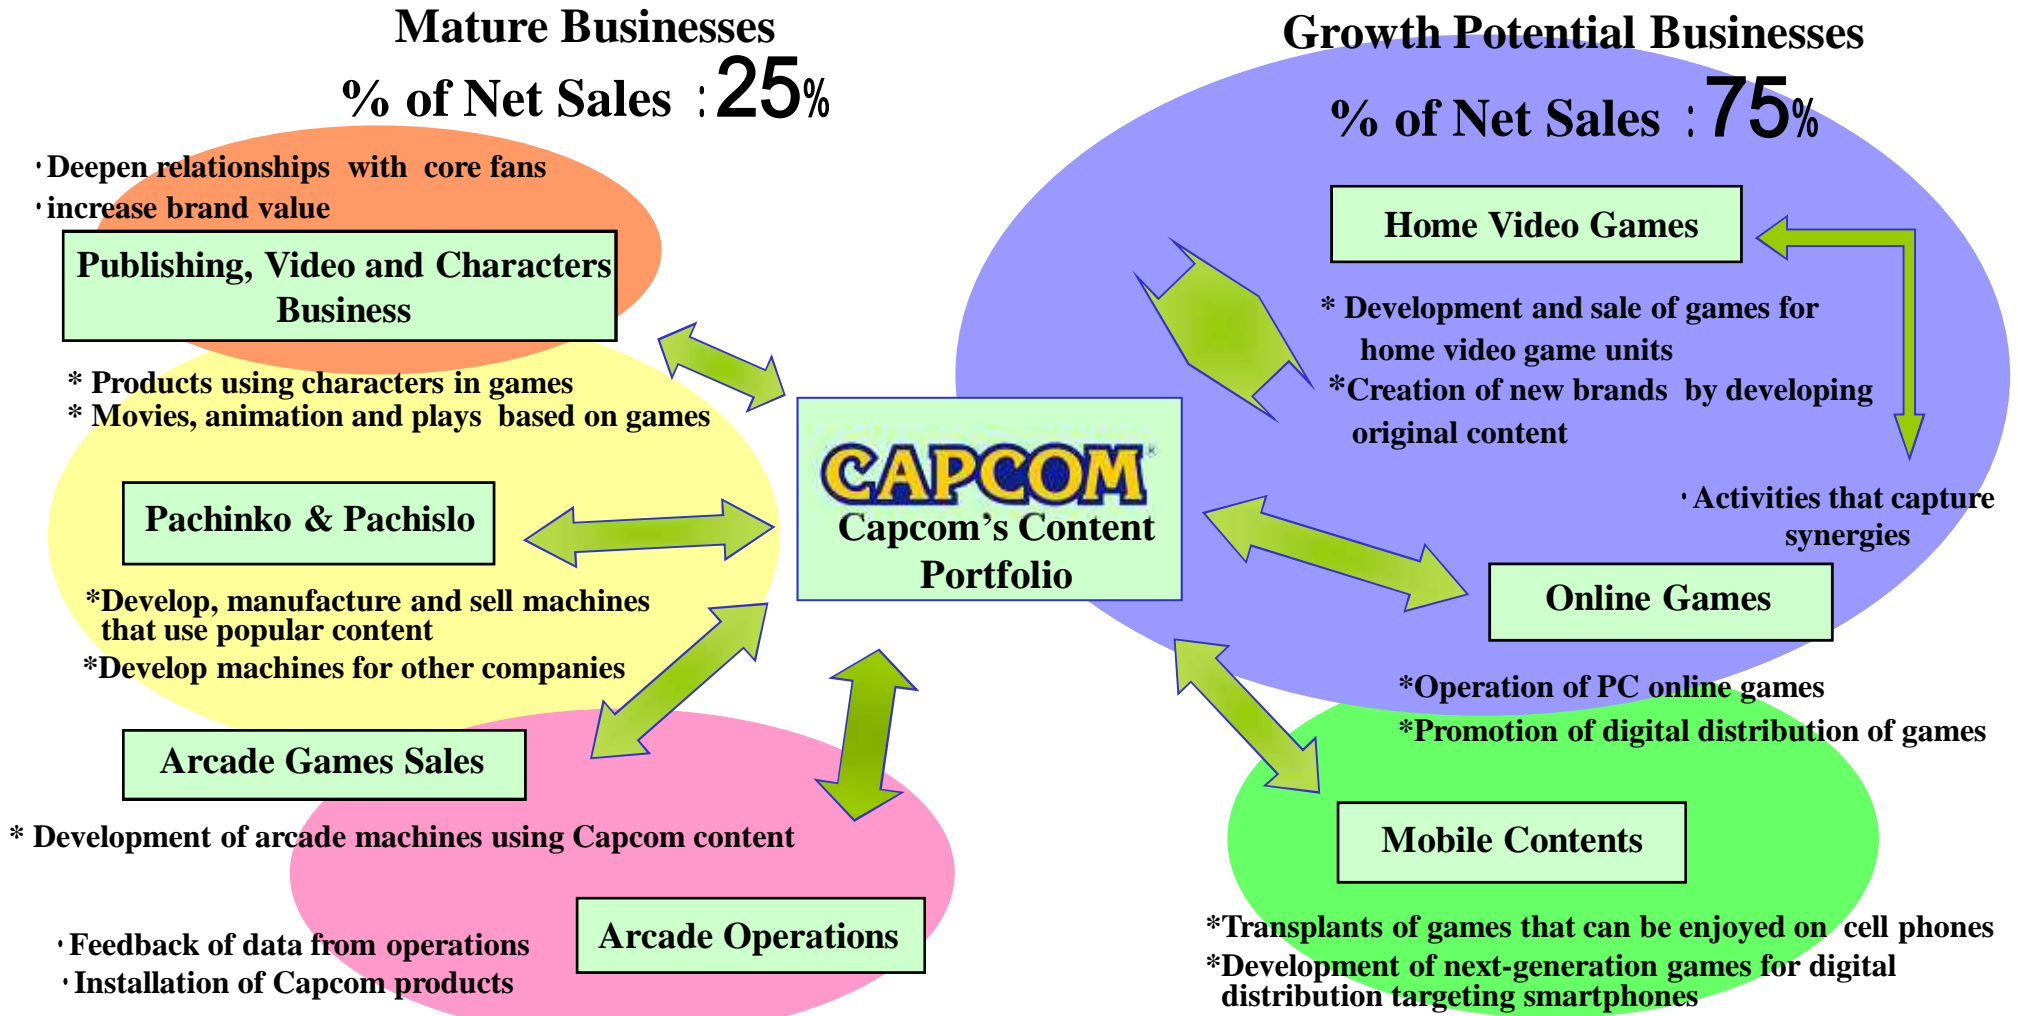 Mature Businesses
% of Net Sales :25%
·Deepen relationships with core fans
·increase brand value
Publishing, Video and Characters
Business
* Products using characters in games
* Movies, animation and plays based on games
Pachinko & Pachislo
*Develop, manufacture and sell machines
that use popular content
*Develop machines for other companies
Arcade Games Sales
* Development of arcade machines using Capcom content
Arcade Operations
·Feedback of data from operations
·Installation of Capcom products
CAPCOM®
Capcom’s Content
Portfolio
Growth Potential Businesses
% of Net Sales :75%
Home Video Games
* Development and sale of games for
home video game units
*Creation of new brands by developing
original content
·Activities that capture
synergies
Online Games
*Operation of PC online games
*Promotion of digital distribution of games
Mobile Contents
*Transplants of games that can be enjoyed on cell phones
*Development of next-generation games for digital
distribution targeting smartphones